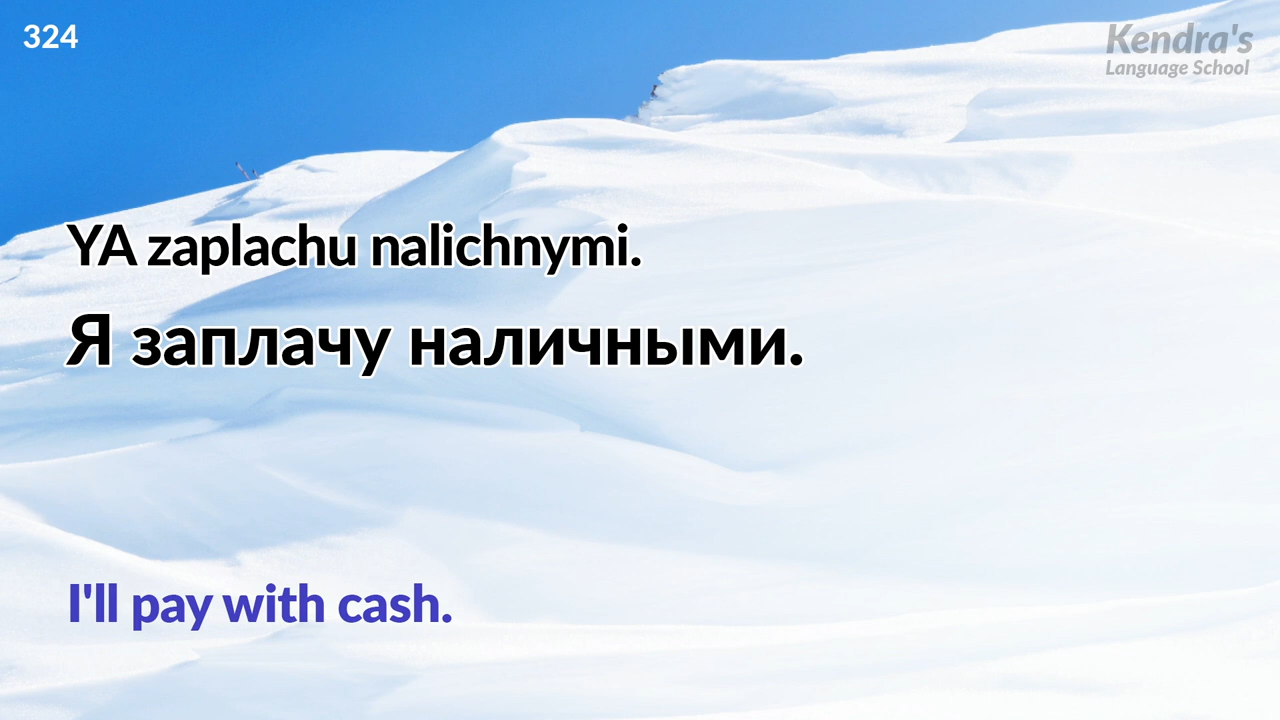 324
Kendra's
Language School
YA zaplachu nalichnymi.
Я заплачу наличными.
I'll pay with cash.